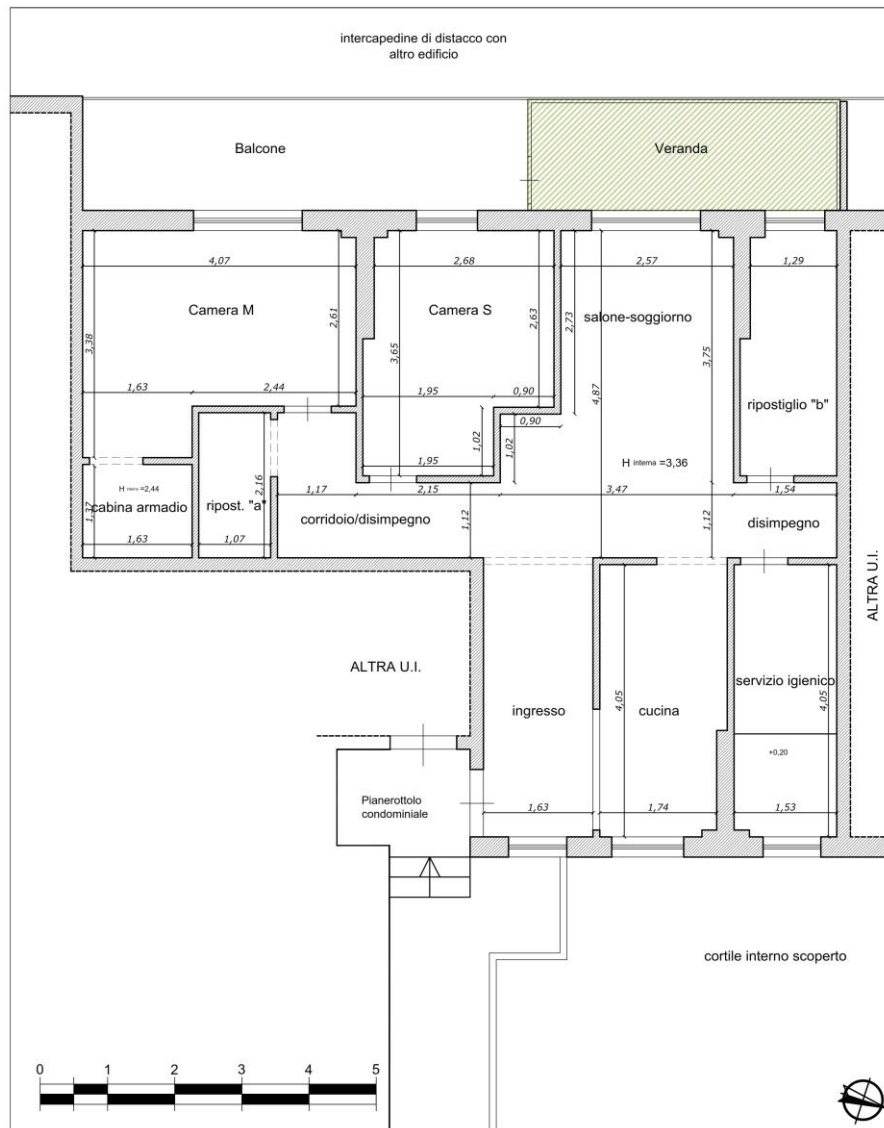 intercapedine di distacco con
altro edificio
Balcone
Veranda
4,07
2,68
2,57
1,29
Camera M
2,61
Camera S
2,63
2,73
salone-soggiorno
3,38
3,65
4,87
3,75
1,63
2,44
1,95
0,90
ripostiglio "b"
0,90
1,02
1,02
1,95
H interna =3,36
H interna =2,44
1,37
cabina armadio
2,16
ripost. "a"
1,17
2,15
3,47
1,54
corridoio/disimpegno
1,12
1,12
disimpegno
1,63
1,07
ALTRA U.I.
ALTRA U.I.
ingresso
4,05
cucina
servizio igienico
4,05
+0,20
Pianerottolo
condominiale
1,63
1,74
1,53
cortile interno scoperto
0 1 2 3 4 5